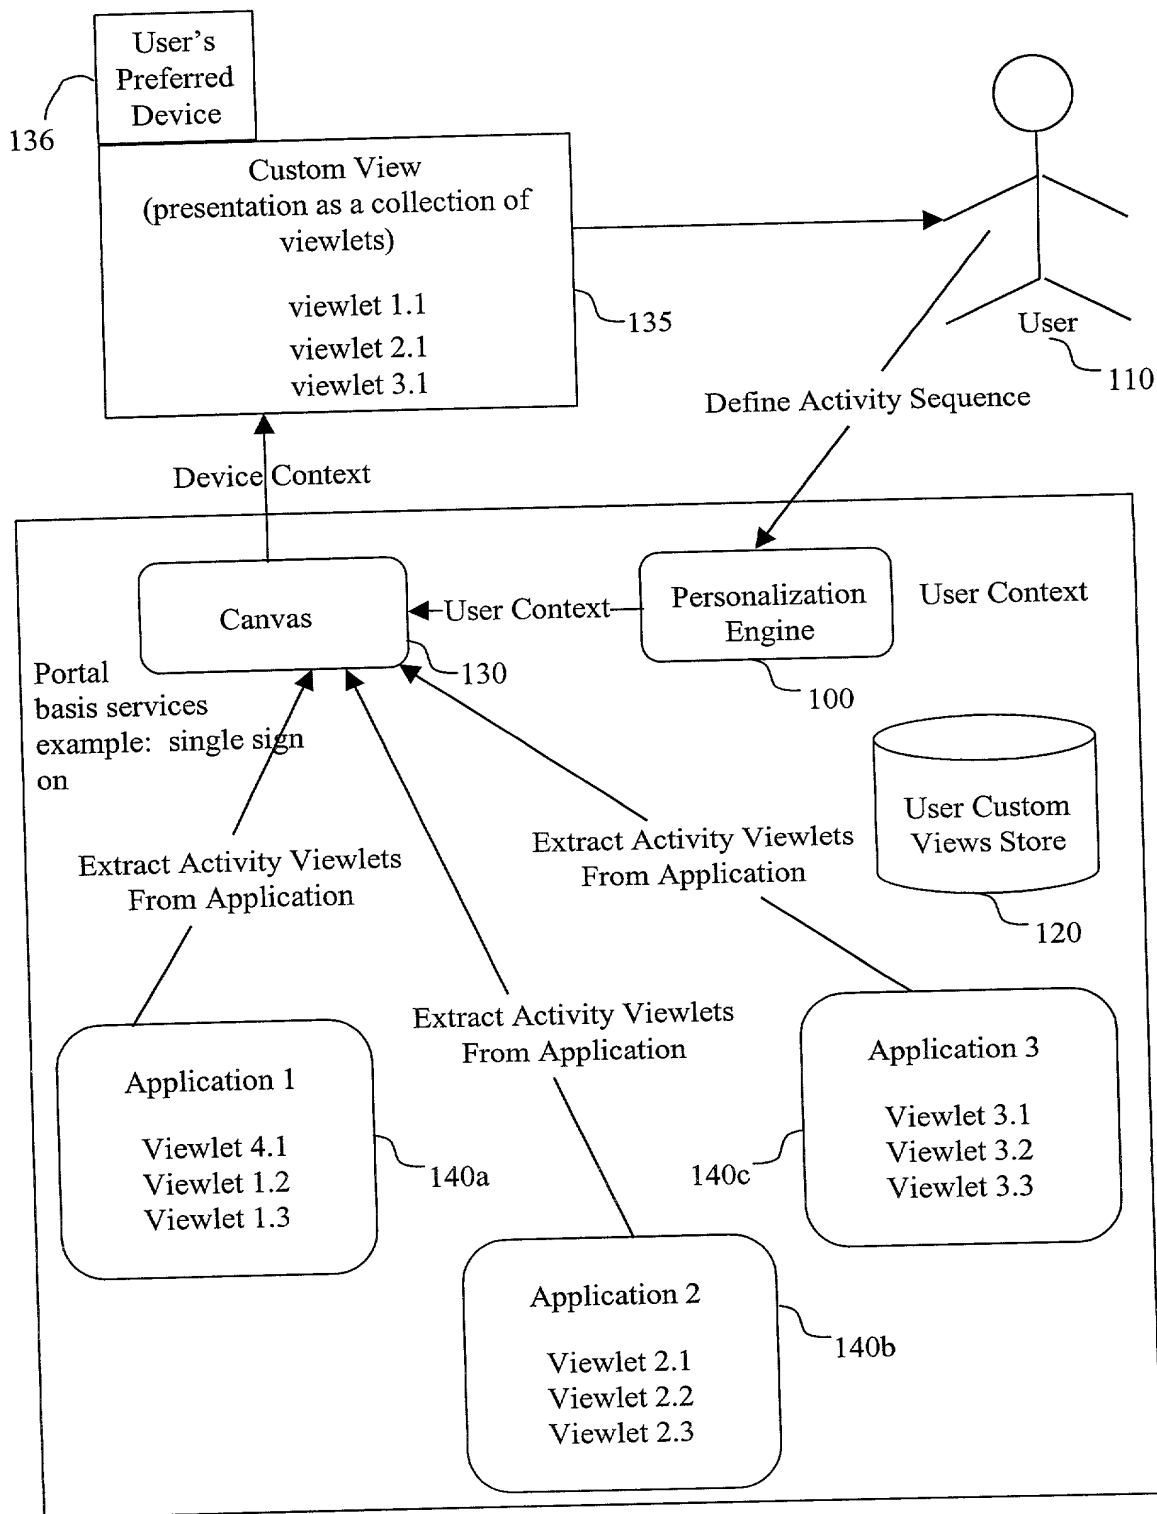 User's
Preferred
Device
136
Custom View
(presentation as a collection of
viewlets)
viewlet 1.1
viewlet 2.1
viewlet 3.1
135
User
110
Define Activity Sequence
Device Context
Canvas
130
User Context
Personalization
Engine
100
User Context
Portal
basis services
example: single sign
on
User Custom
Views Store
120
Extract Activity Viewlets
From Application
Extract Activity Viewlets
From Application
Extract Activity Viewlets
From Application
Application 1
Viewlet 4.1
Viewlet 1.2
Viewlet 1.3
140a
Application 3
Viewlet 3.1
Viewlet 3.2
Viewlet 3.3
140c
Application 2
Viewlet 2.1
Viewlet 2.2
Viewlet 2.3
140b